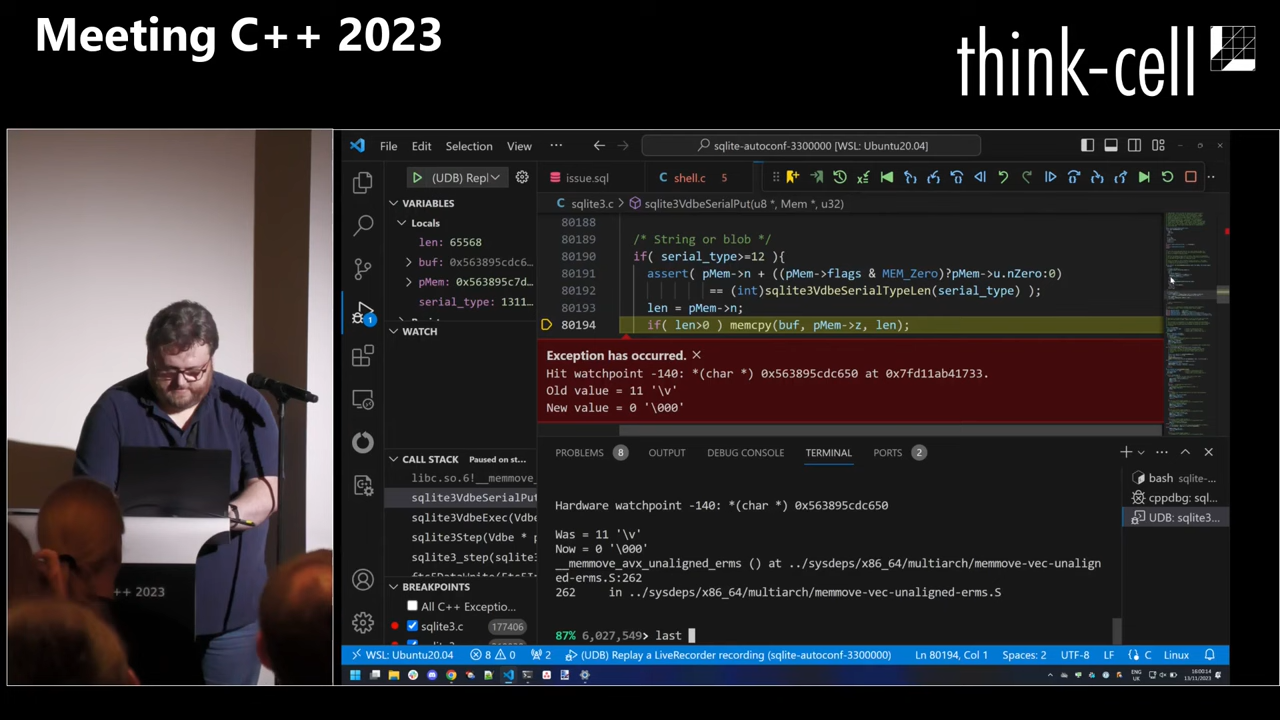 Meeting C++ 2023
think-cell
File Edit Selection View ··· sqlite-autoconf-3300000 [WSL: Ubuntu20.04]
(UDB) Repl issue.sql shell.c 5
VARIABLES
Locals
len: 65568
buf: 0x563895cdc6...
pMem: 0x563895c7d...
serial_type: 1311...
WATCH
sqlite3.c > sqlite3VdbeSerialPut(u8 *, Mem *, u32)
80188
80189 /* String or blob */
80190 if( serial_type>=12 ){
80191 assert( pMem->n + ((pMem->flags & MEM_Zero)?pMem->u.nZero:0)
80192 == (int)sqlite3VdbeSerialTypeLen(serial_type) );
80193 len = pMem->n;
80194 if( len>0 ) memcpy(buf, pMem->z, len);
Exception has occurred. ×
Hit watchpoint -140: *(char *) 0x563895cdc650 at 0x7fd11ab41733.
Old value = 11 '\v'
New value = 0 '\000'
CALL STACK Paused on st...
libc.so.6!__memmove_
sqlite3VdbeSerialPut
sqlite3VdbeExec(Vdbe
sqlite3Step(Vdbe * p
sqlite3_step(sqlite3
BREAKPOINTS
All C++ Exceptio...
sqlite3.c 177406
PROBLEMS 8 OUTPUT DEBUG CONSOLE TERMINAL PORTS 2
Hardware watchpoint -140: *(char *) 0x563895cdc650
Was = 11 '\v'
Now = 0 '\000'
__memmove_avx_unaligned_erms () at ../sysdeps/x86_64/multiarch/memmove-vec-unalign
ed-erms.S:262
262 in ../sysdeps/x86_64/multiarch/memmove-vec-unaligned-erms.S
87% 6,027,549> last
bash sqlite-...
cppdbg: sql...
UDB: sqlite3...
WSL: Ubuntu20.04 8 0 2 (UDB) Replay a LiveRecorder recording (sqlite-autoconf-3300000) Ln 80194, Col 1 Spaces: 2 UTF-8 LF C Linux
ENG
UK
16:00:14
13/11/2023
++ 2023